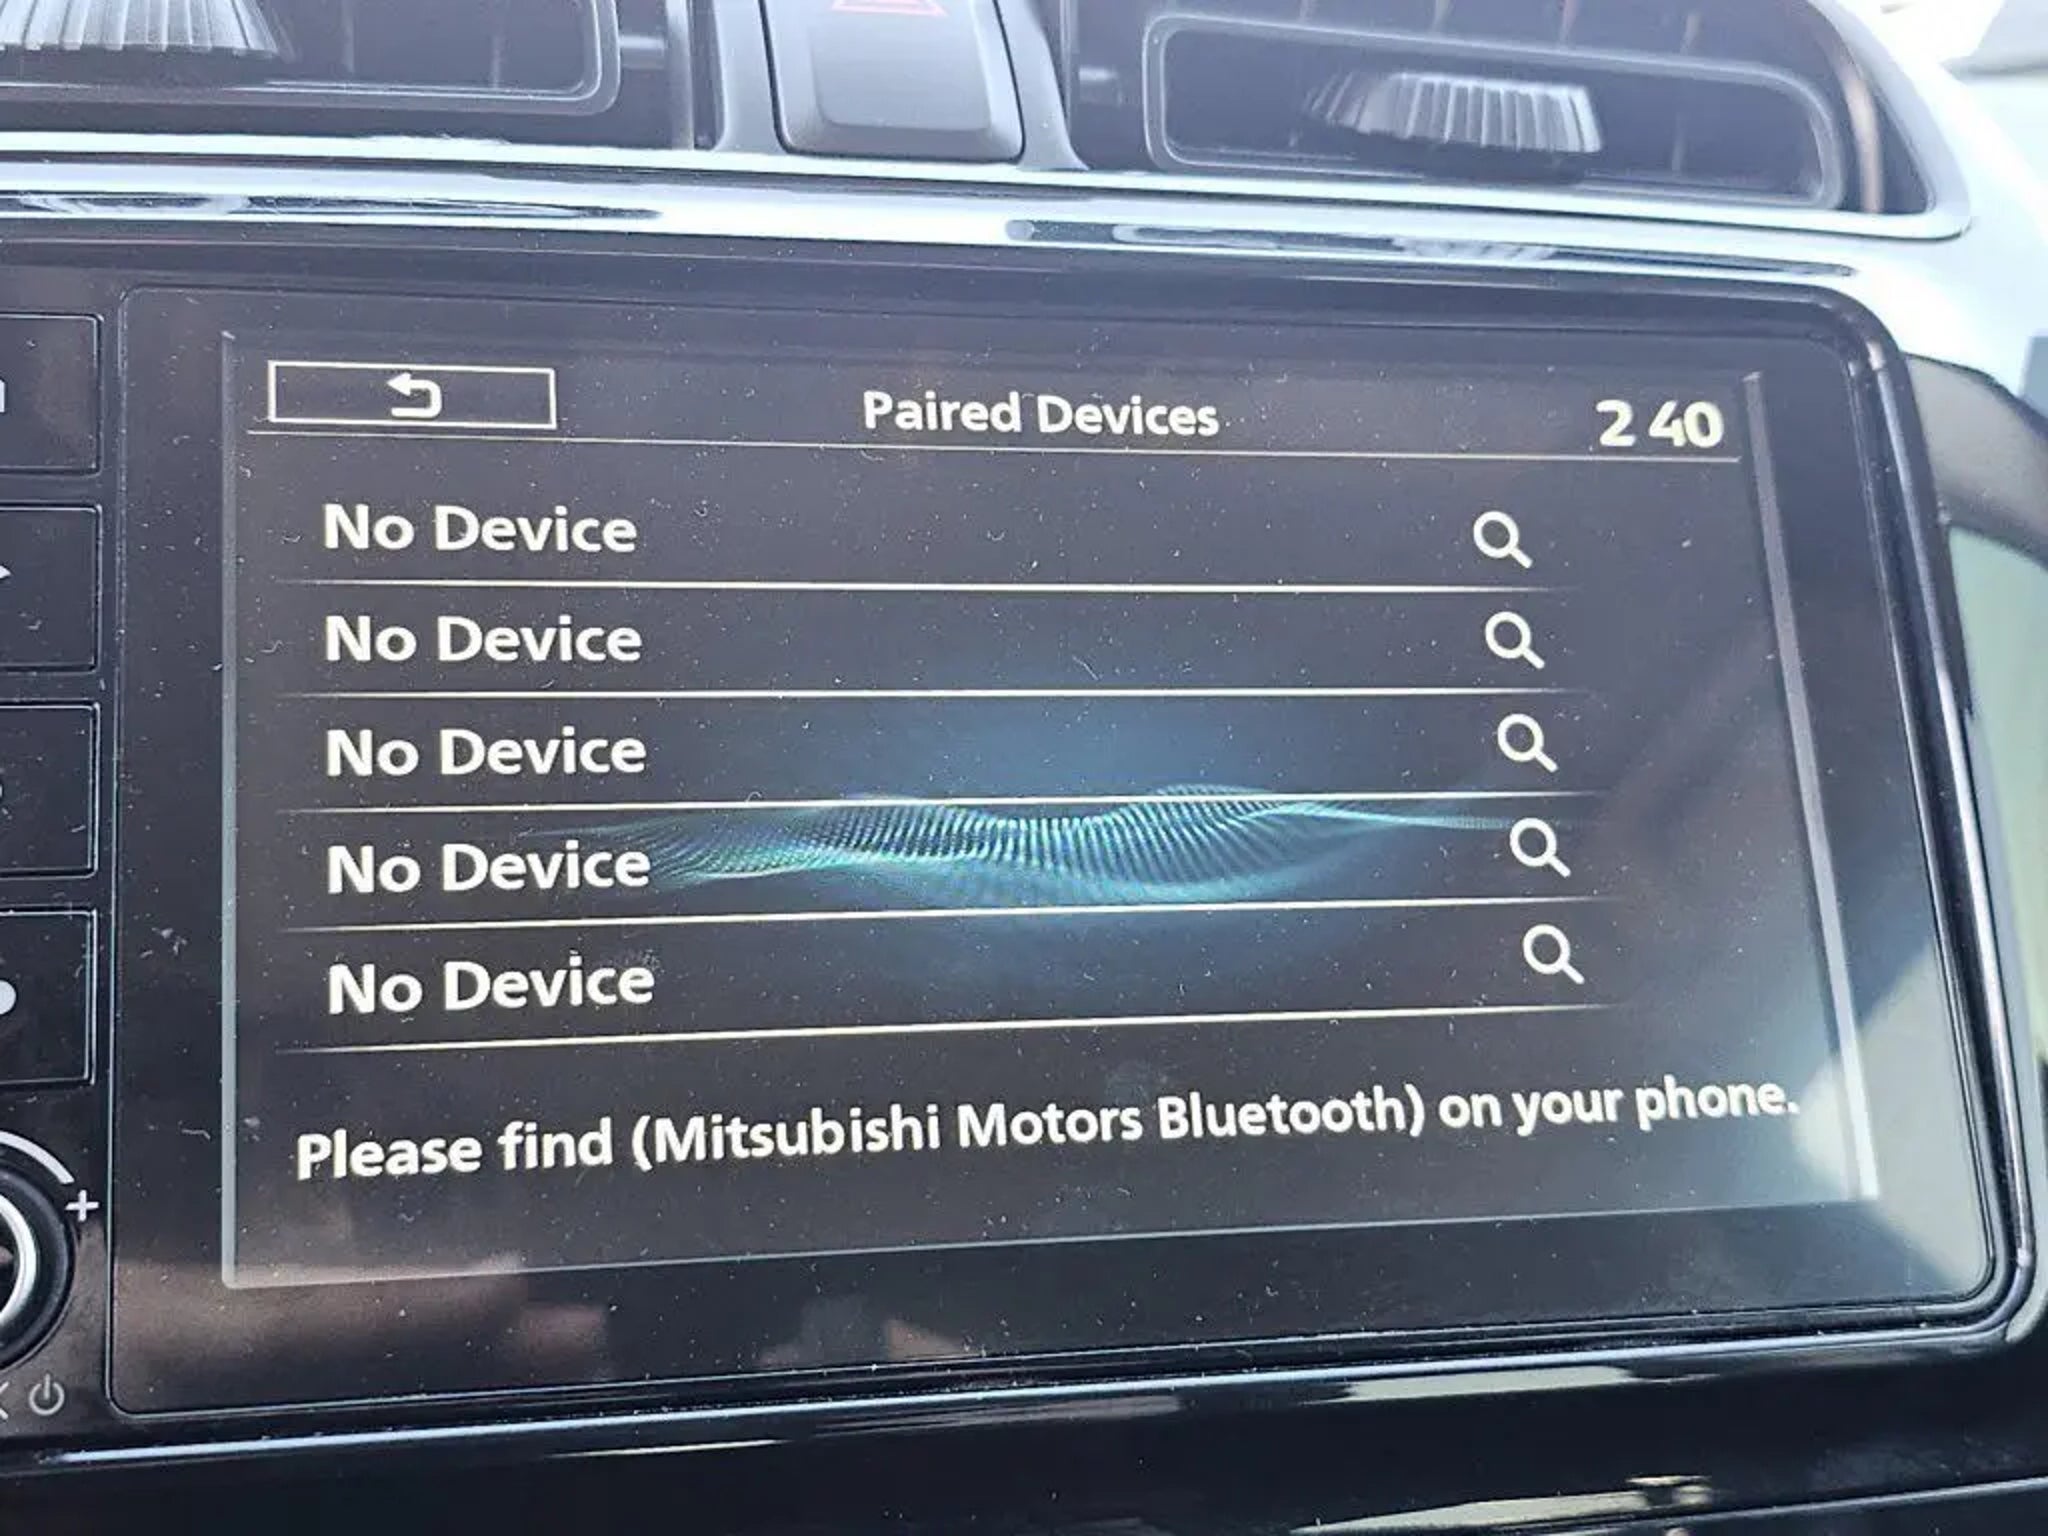 Paired Devices
2 40
No Device
No Device
No Device
No Device
No Device
Please find (Mitsubishi Motors Bluetooth) on your phone.
+